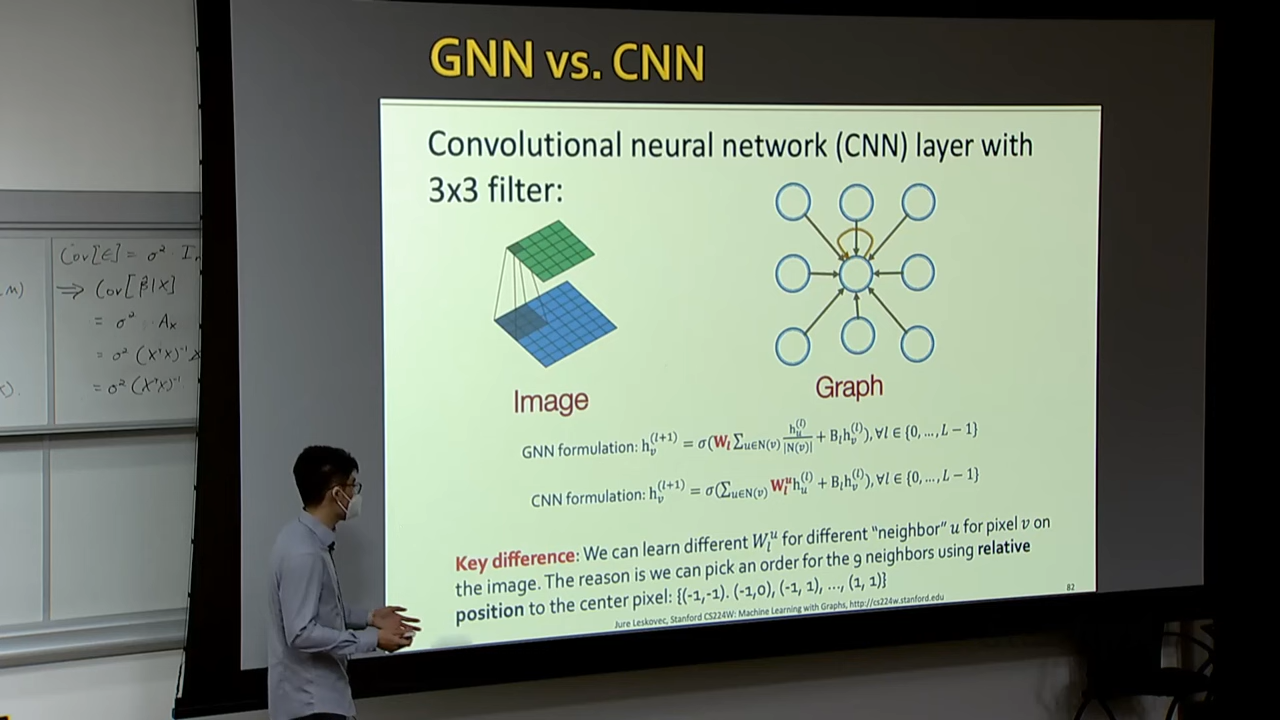 GNN vs. CNN
Convolutional neural network (CNN) layer with
3x3 filter:
Image
Graph
GNN formulation: h_v^(l+1) = σ(W_l Σ_{u∈N(v)} h_u^(l)/|N(v)| + B_l h_v^(l)), ∀l ∈ {0, …, L − 1}
CNN formulation: h_v^(l+1) = σ(Σ_{u∈N(v)} W_l^u h_u^(l) + B_l h_v^(l)), ∀l ∈ {0, …, L − 1}
Key difference: We can learn different W_l^u for different "neighbor" u for pixel v on
the image. The reason is we can pick an order for the 9 neighbors using relative
position to the center pixel: {(-1,-1). (-1,0), (-1, 1), …, (1, 1)}
Jure Leskovec, Stanford CS224W: Machine Learning with Graphs, http://cs224w.stanford.edu
82
Cov[ε] = σ² · I
⇒ Cov[β̂|X]
= σ² · A_x
= σ² (X'X)⁻¹
= σ² (X'X)⁻¹